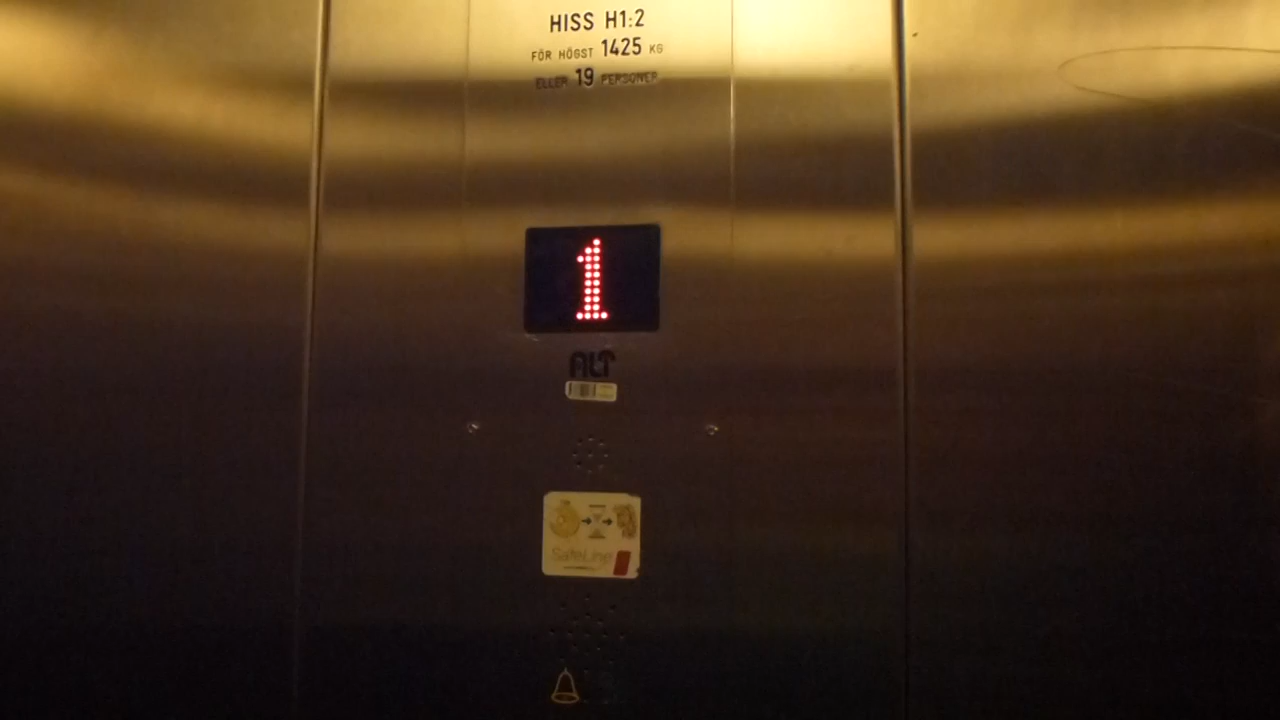 HISS H1:2
FÖR HÖGST 1425 KG
ELLER 19 PERSONER
1
ALT
SafeLine